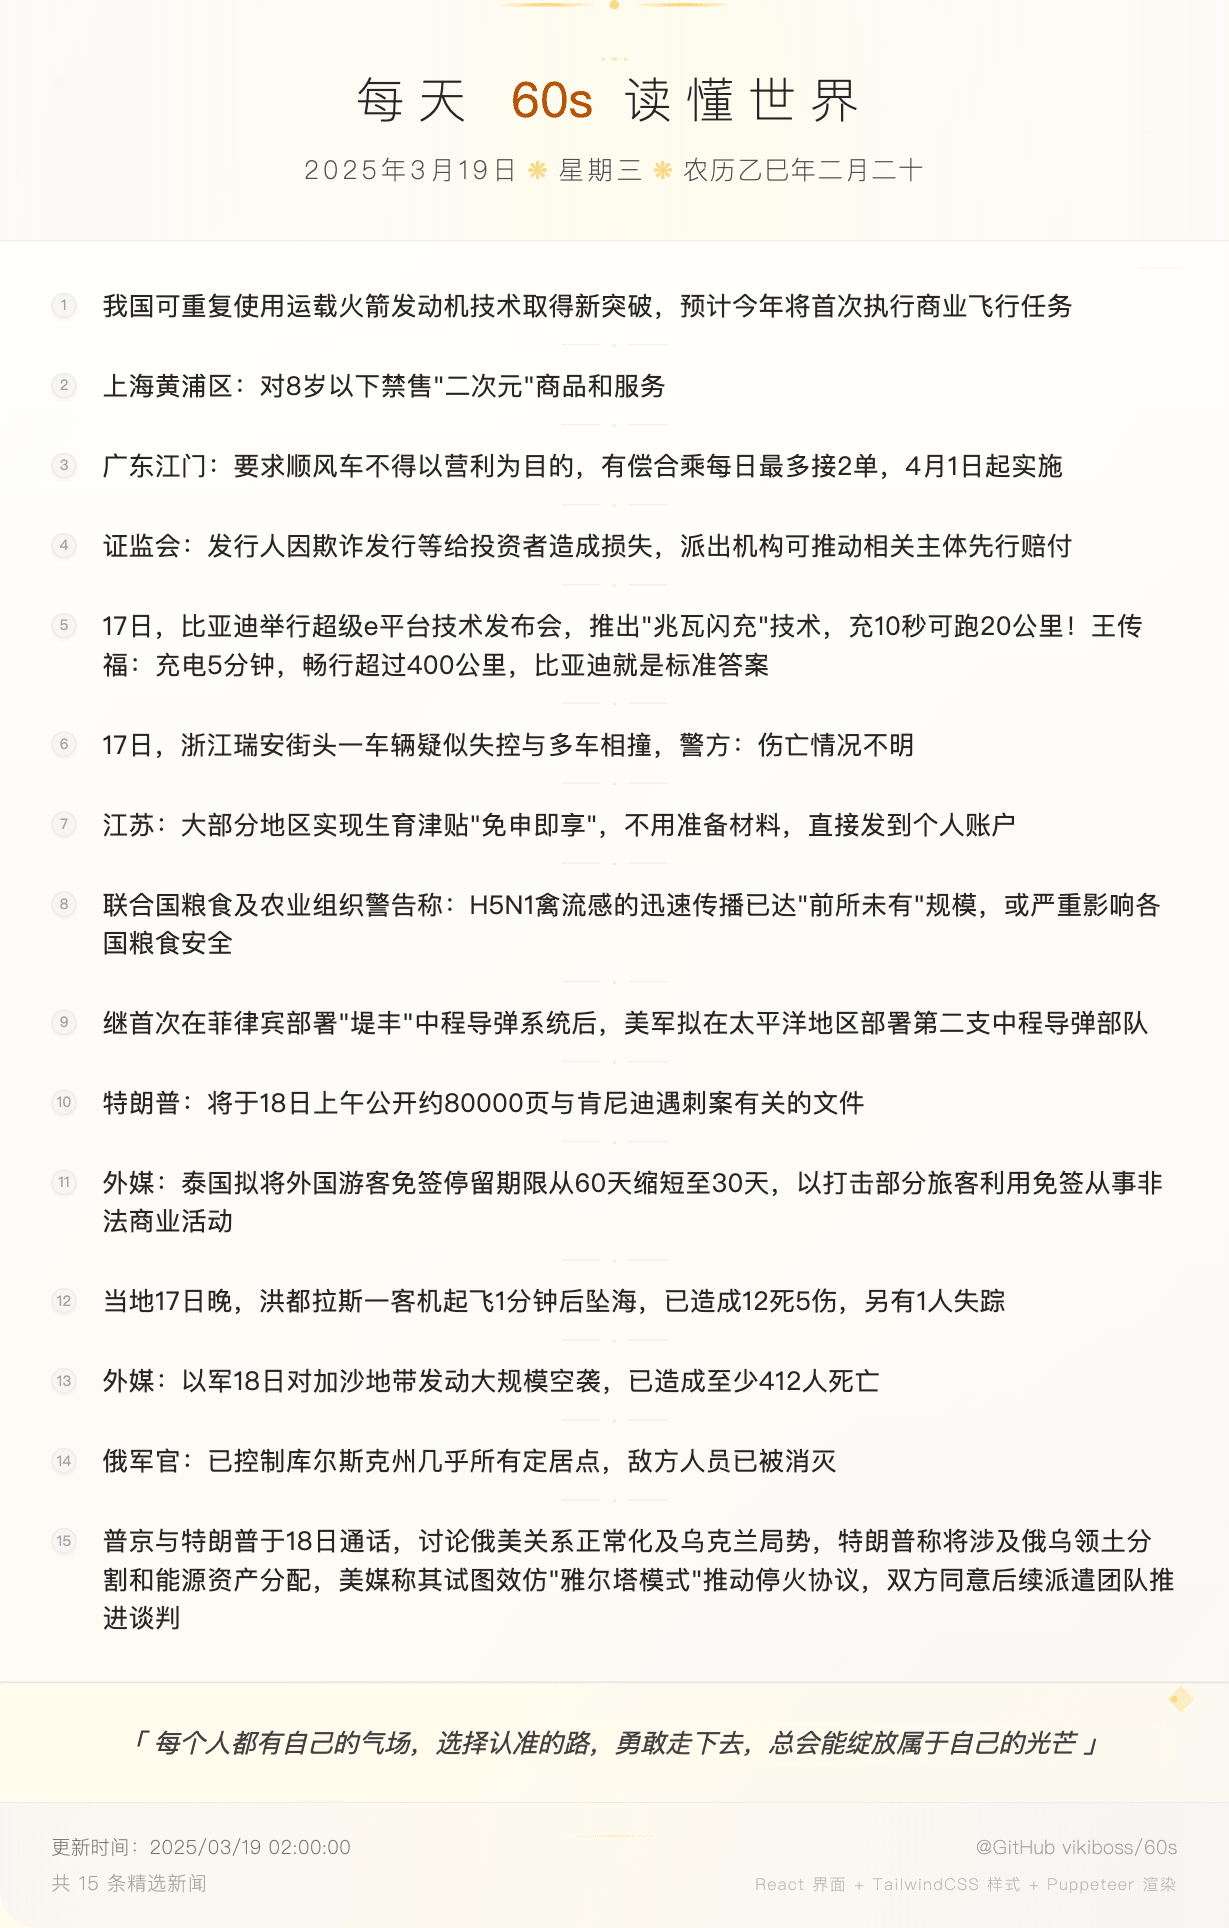 每天 60s 读懂世界
2025年3月19日 ❋ 星期三 ❋ 农历乙巳年二月二十
1 我国可重复使用运载火箭发动机技术取得新突破，预计今年将首次执行商业飞行任务
2 上海黄浦区：对8岁以下禁售"二次元"商品和服务
3 广东江门：要求顺风车不得以营利为目的，有偿合乘每日最多接2单，4月1日起实施
4 证监会：发行人因欺诈发行等给投资者造成损失，派出机构可推动相关主体先行赔付
5 17日，比亚迪举行超级e平台技术发布会，推出"兆瓦闪充"技术，充10秒可跑20公里！王传
福：充电5分钟，畅行超过400公里，比亚迪就是标准答案
6 17日，浙江瑞安街头一车辆疑似失控与多车相撞，警方：伤亡情况不明
7 江苏：大部分地区实现生育津贴"免申即享"，不用准备材料，直接发到个人账户
8 联合国粮食及农业组织警告称：H5N1禽流感的迅速传播已达"前所未有"规模，或严重影响各
国粮食安全
9 继首次在菲律宾部署"堤丰"中程导弹系统后，美军拟在太平洋地区部署第二支中程导弹部队
10 特朗普：将于18日上午公开约80000页与肯尼迪遇刺案有关的文件
11 外媒：泰国拟将外国游客免签停留期限从60天缩短至30天，以打击部分旅客利用免签从事非
法商业活动
12 当地17日晚，洪都拉斯一客机起飞1分钟后坠海，已造成12死5伤，另有1人失踪
13 外媒：以军18日对加沙地带发动大规模空袭，已造成至少412人死亡
14 俄军官：已控制库尔斯克州几乎所有定居点，敌方人员已被消灭
15 普京与特朗普于18日通话，讨论俄美关系正常化及乌克兰局势，特朗普称将涉及俄乌领土分
割和能源资产分配，美媒称其试图效仿"雅尔塔模式"推动停火协议，双方同意后续派遣团队推
进谈判
「 每个人都有自己的气场，选择认准的路，勇敢走下去，总会能绽放属于自己的光芒 」
更新时间：2025/03/19 02:00:00
@GitHub vikiboss/60s
共 15 条精选新闻
React 界面 + TailwindCSS 样式 + Puppeteer 渲染